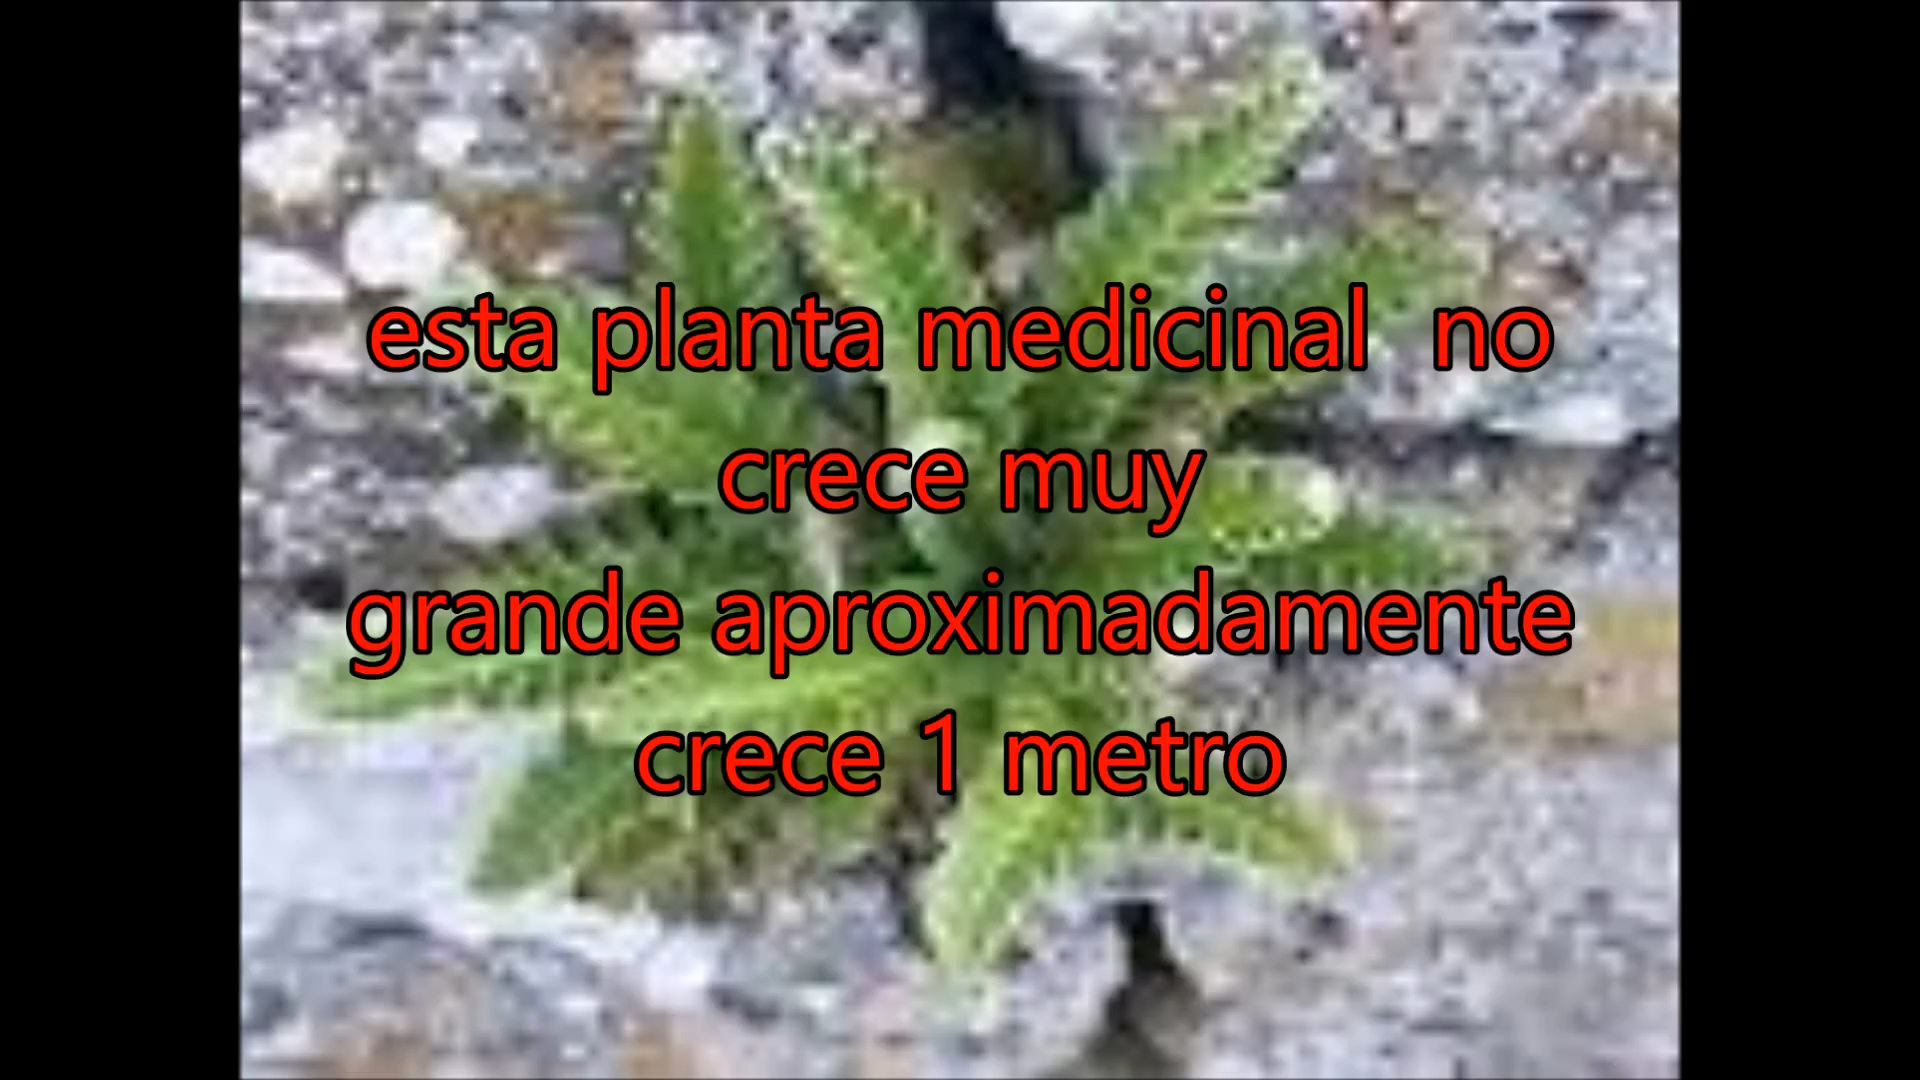 esta planta medicinal  no
crece muy
grande aproximadamente
crece 1 metro